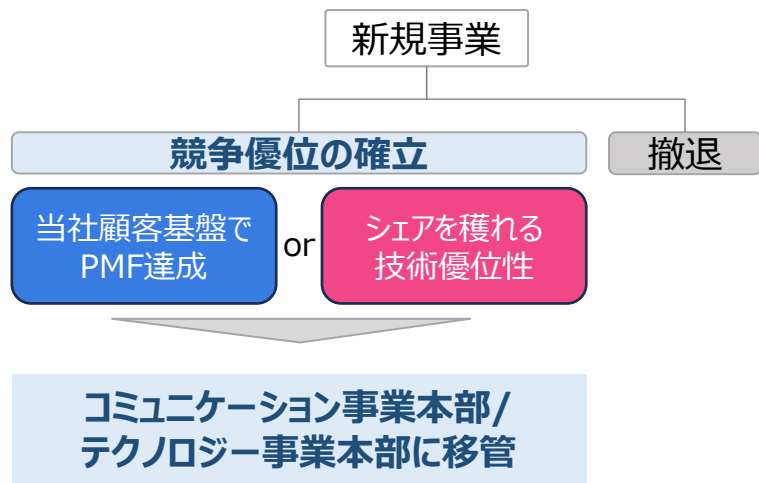 新規事業
競争優位の確立
撤退
当社顧客基盤で
PMF達成
or
シェアを穫れる
技術優位性
コミュニケーション事業本部/
テクノロジー事業本部に移管